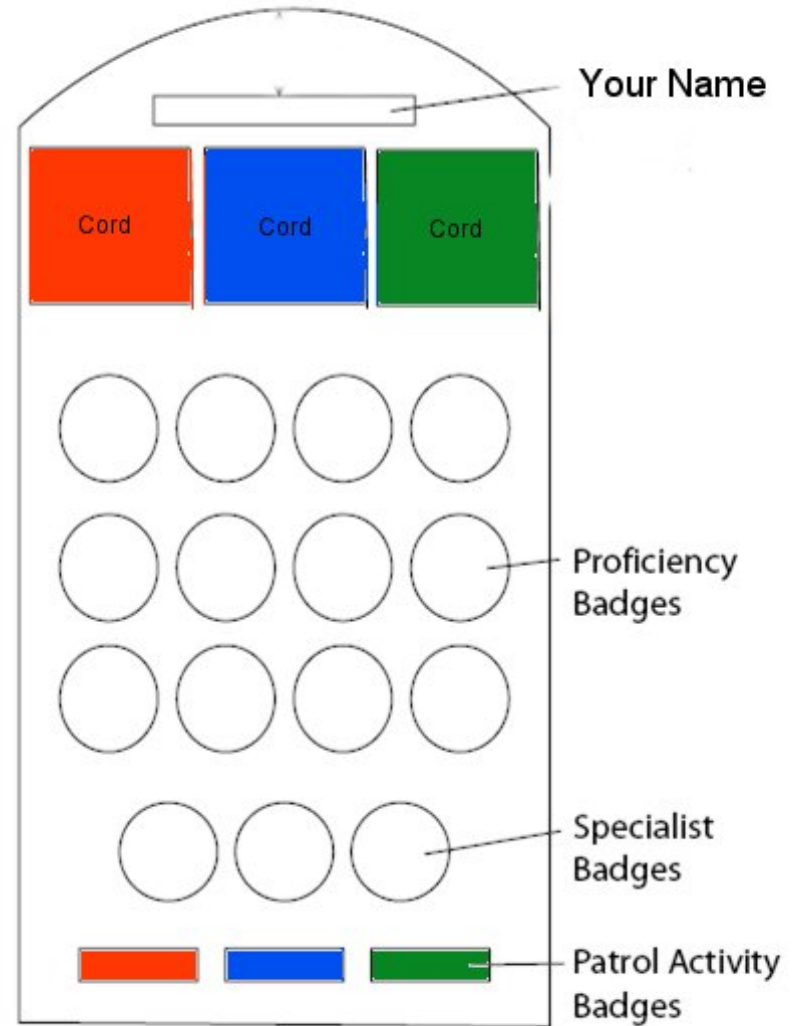 Your Name
Cord Cord Cord
Proficiency
Badges
Specialist
Badges
Patrol Activity
Badges